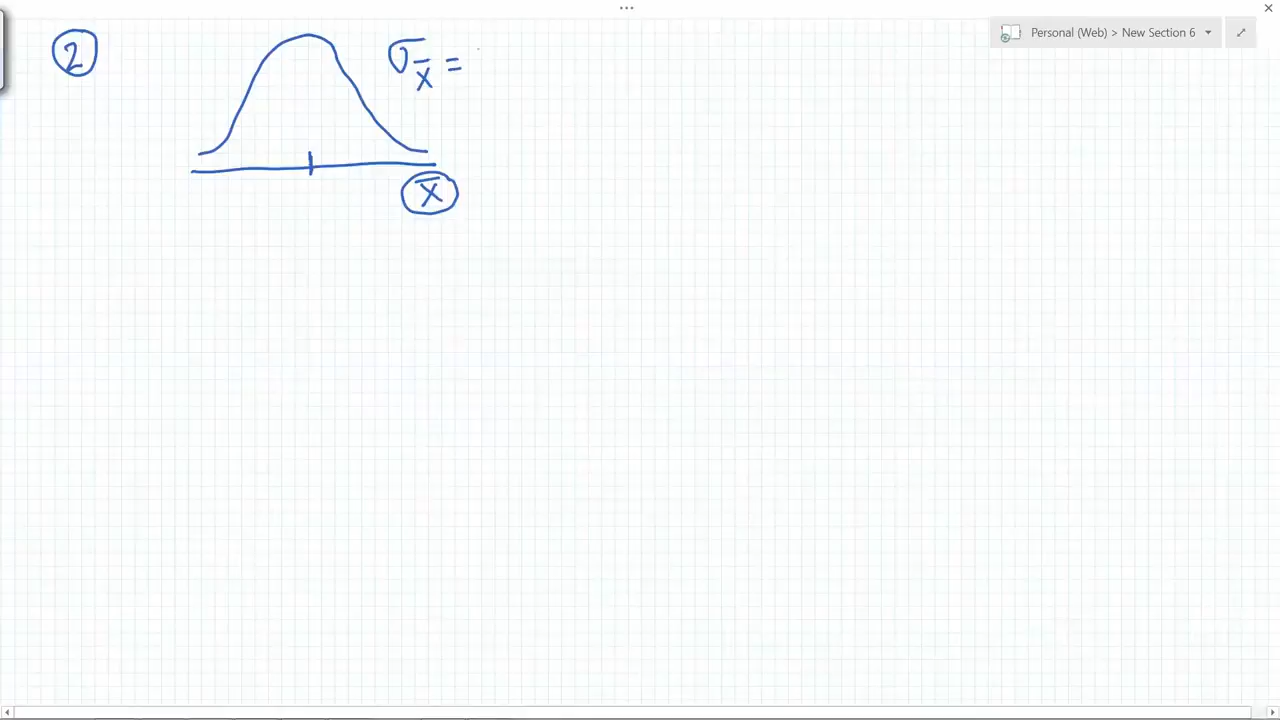 Personal (Web) > New Section 6
②
σ_x̄ =
x̄